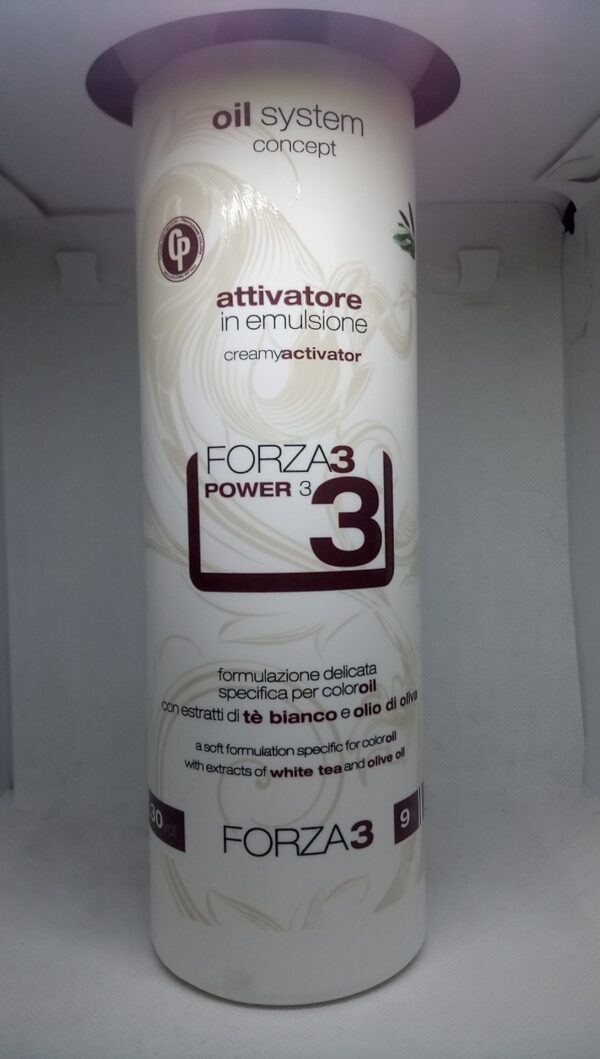 oil system
concept
CP
attivatore
in emulsione
creamyactivator
FORZA3
POWER 3
3
formulazione delicata
specifica per coloroil
con estratti di tè bianco e olio di oliva
a soft formulation specific for coloroil
with extracts of white tea and olive oil
30vol.
FORZA3
9